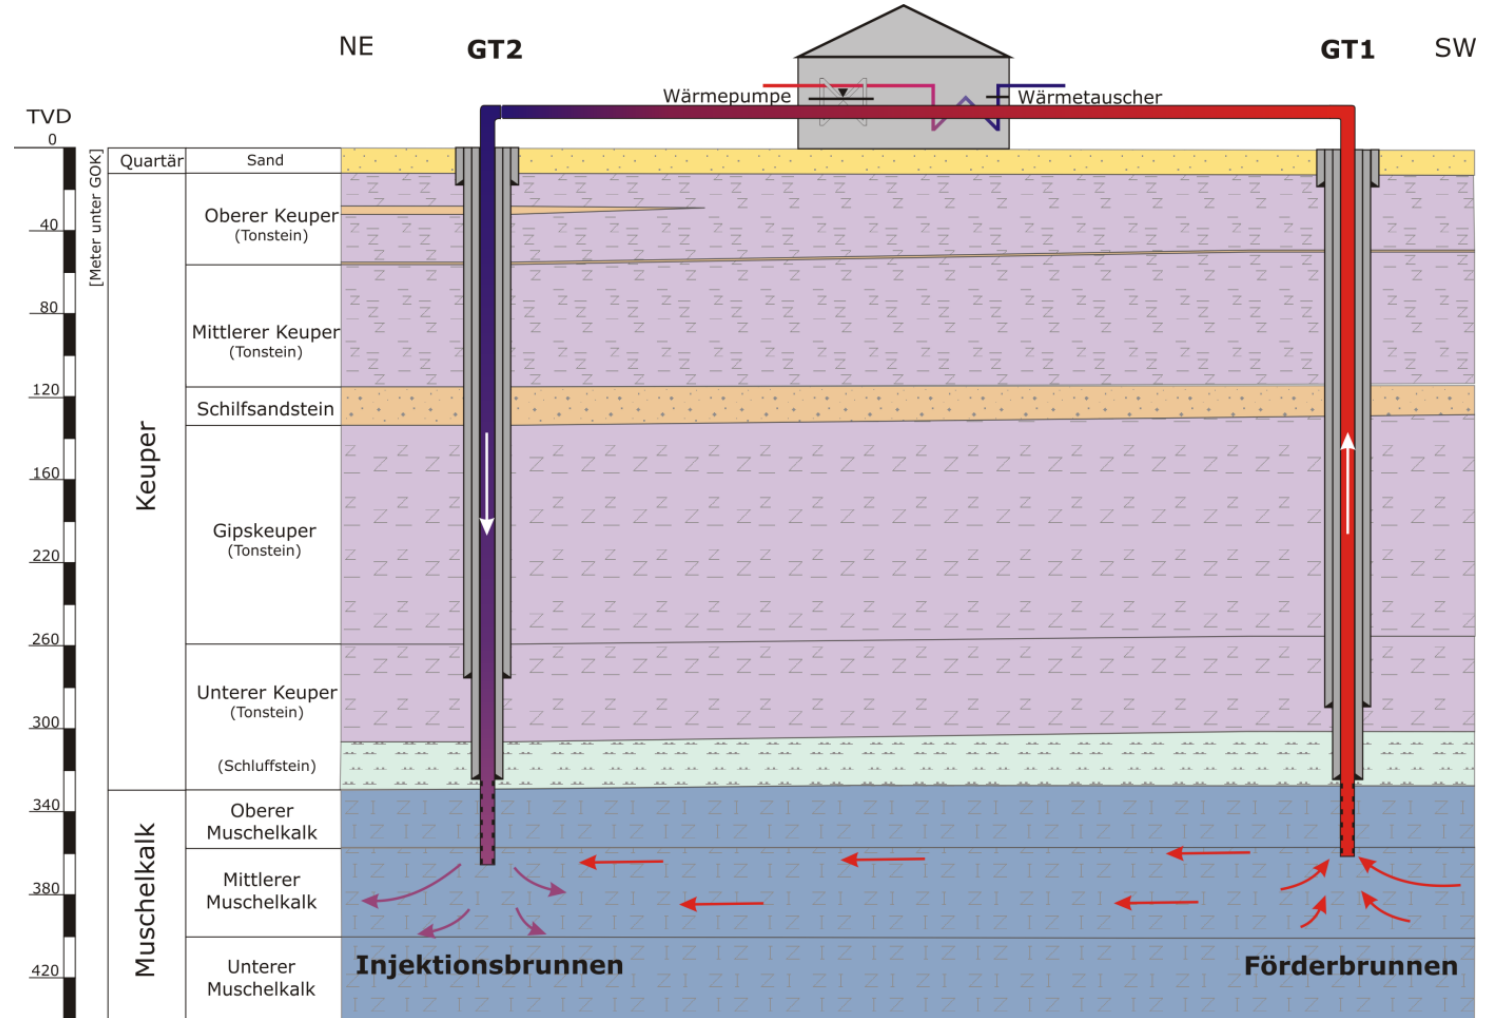 NE
GT2
GT1
SW
Wärmepumpe
Wärmetauscher
TVD
[Meter unter GOK]
0
40
80
120
160
220
260
300
340
380
420
Quartär
Sand
Keuper
Oberer Keuper
(Tonstein)
Mittlerer Keuper
(Tonstein)
Schilfsandstein
Gipskeuper
(Tonstein)
Unterer Keuper
(Tonstein)
(Schluffstein)
Muschelkalk
Oberer
Muschelkalk
Mittlerer
Muschelkalk
Unterer
Muschelkalk
Injektionsbrunnen
Förderbrunnen